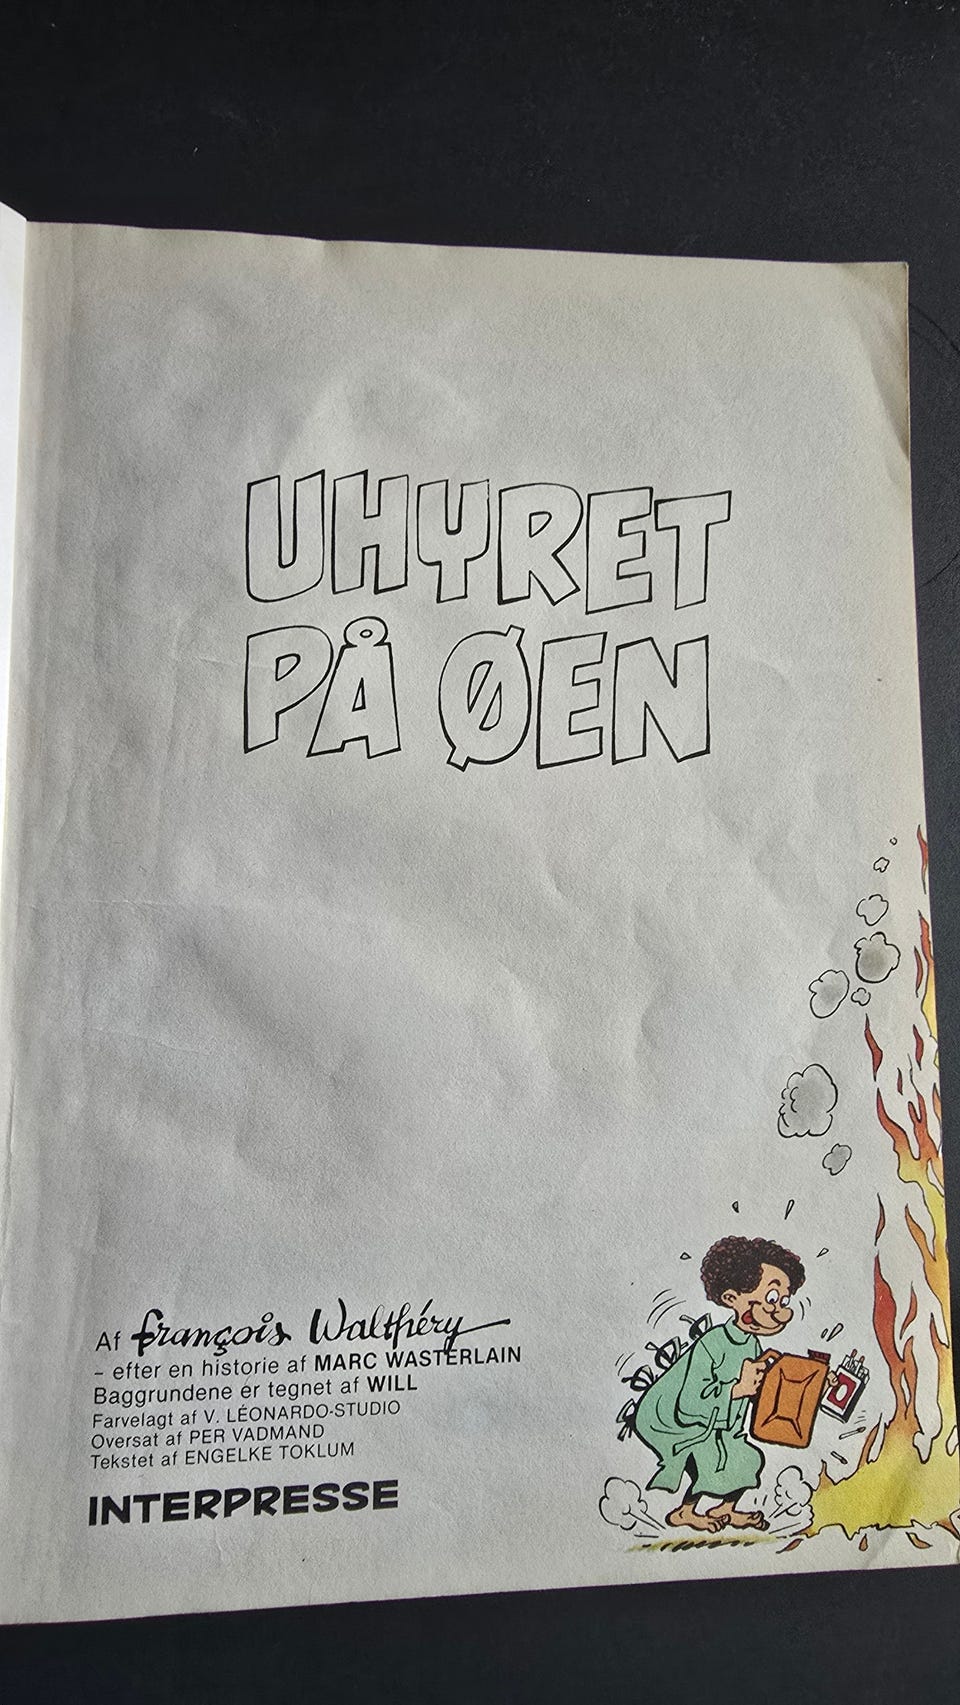 UHYRET
PÅ ØEN
Af François Walthéry
– efter en historie af MARC WASTERLAIN
Baggrundene er tegnet af WILL
Farvelagt af V. LÉONARDO-STUDIO
Oversat af PER VADMAND
Tekstet af ENGELKE TOKLUM
INTERPRESSE